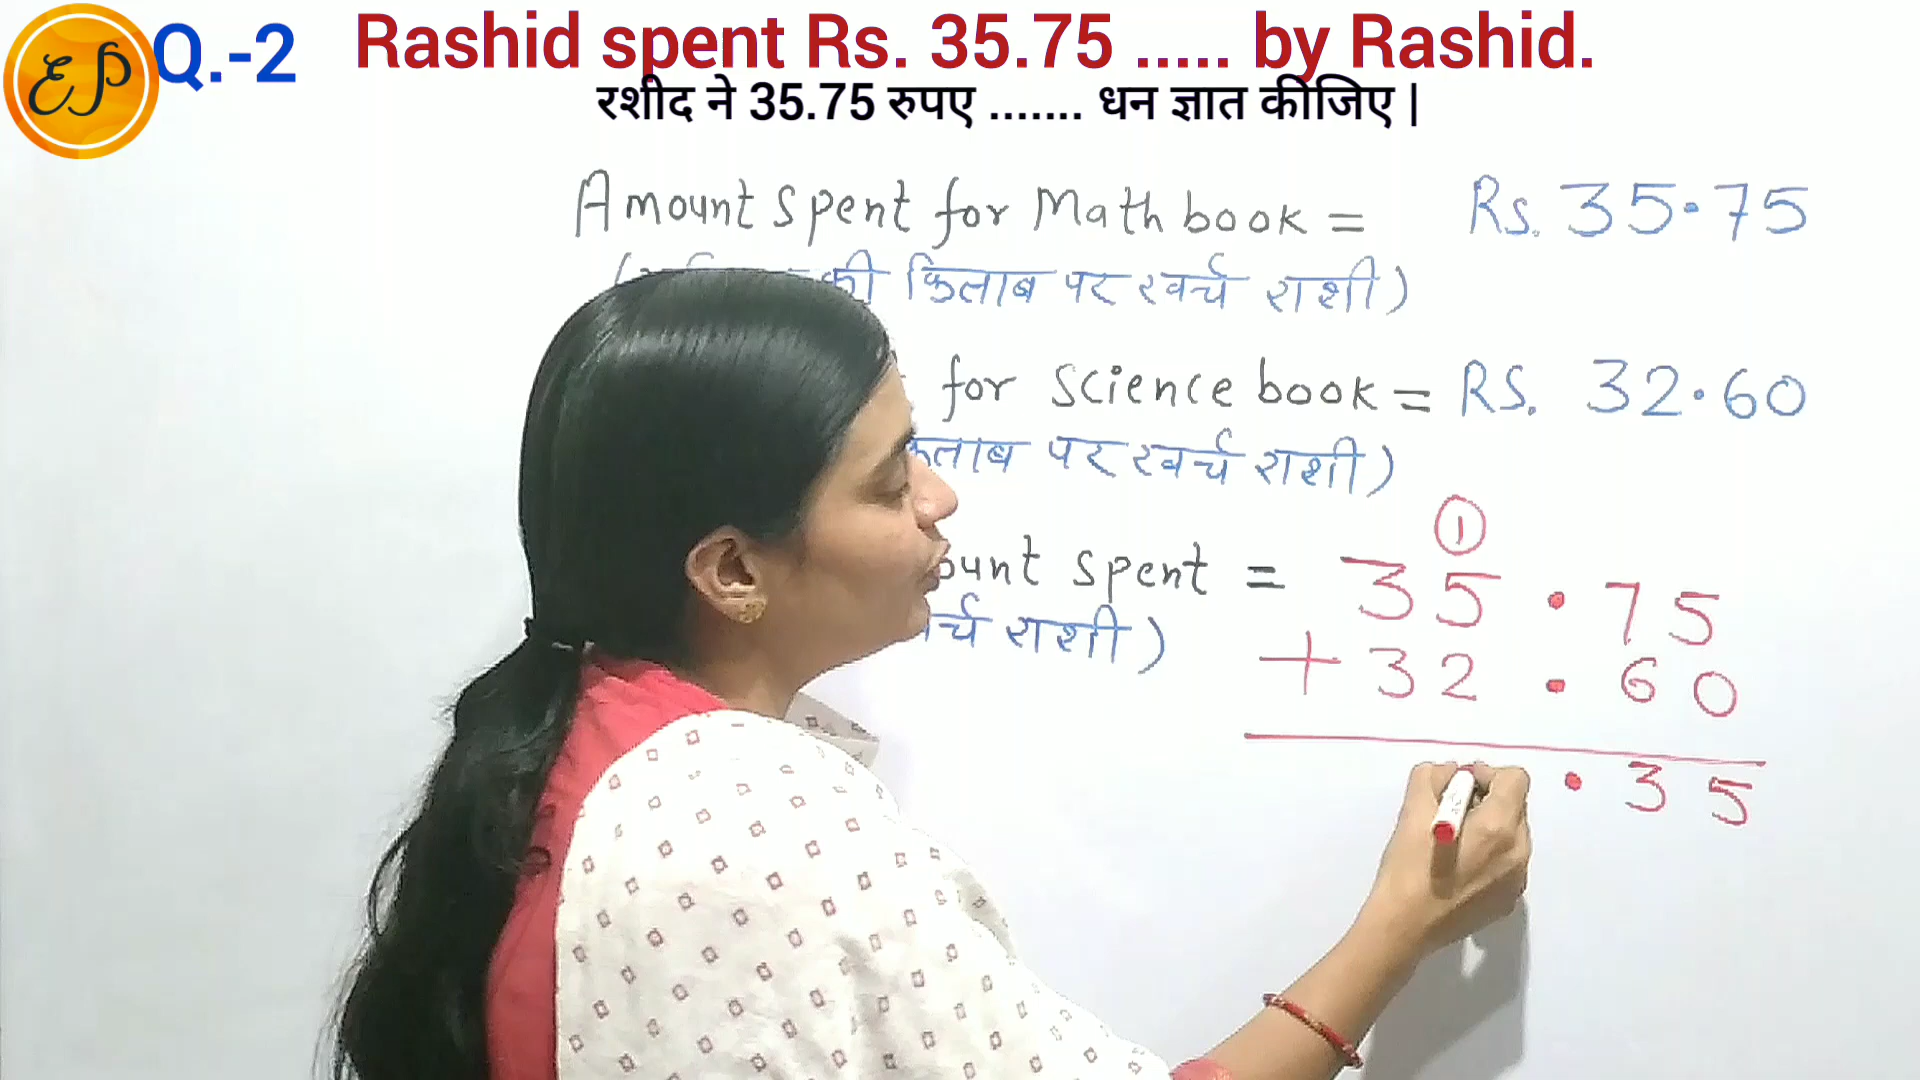 EP Q.-2 Rashid spent Rs. 35.75 ..... by Rashid.
रशीद ने 35.75 रुपए ....... धन ज्ञात कीजिए |
Amount spent for Math book = Rs. 35.75
की किताब पर खर्च राशी)
for science book = RS. 32.60
पर खर्च राशी)
1
spent = 35.75
राशी)
+ 32.60
.35